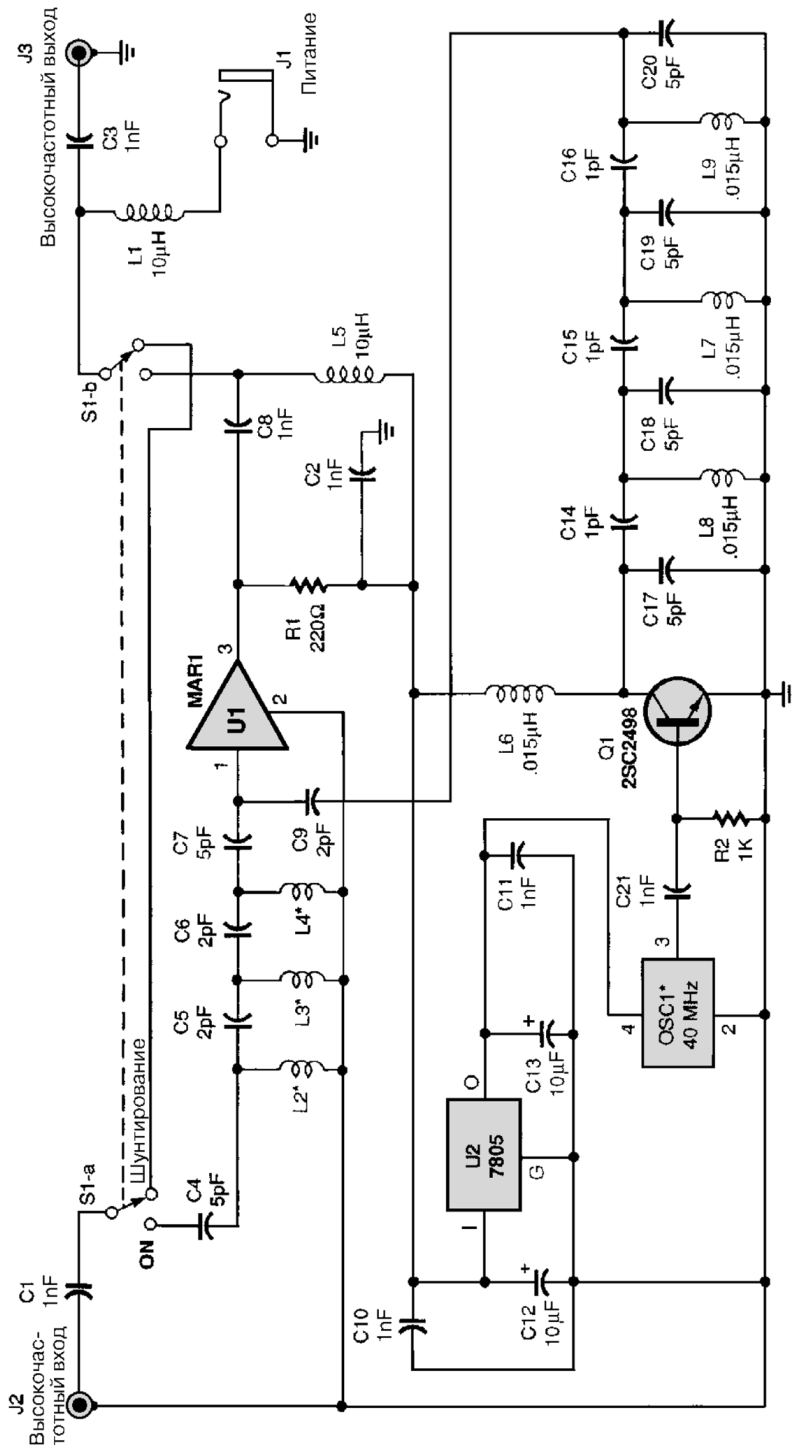 J2
Высокочас-
тотный вход
C1
1nF
S1-a
Шунтирование
ON
C4
5pF
L2*
C5
2pF
L3*
C6
2pF
L4*
C7
5pF
C9
2pF
1
U1
MAR1
3
2
R1
220Ω
C2
1nF
C8
1nF
S1-b
L5
10µH
L1
10µH
C3
1nF
J3
Высокочастотный выход
J1
Питание
C10
1nF
C12
+
10µF
I
U2
7805
G
O
C13
+
10µF
C11
1nF
4
OSC1*
40 MHz
2
3
C21
1nF
R2
1K
L6
.015µH
Q1
2SC2498
C17
5pF
C14
1pF
L8
.015µH
C18
5pF
C15
1pF
L7
.015µH
C19
5pF
C16
1pF
L9
.015µH
C20
5pF